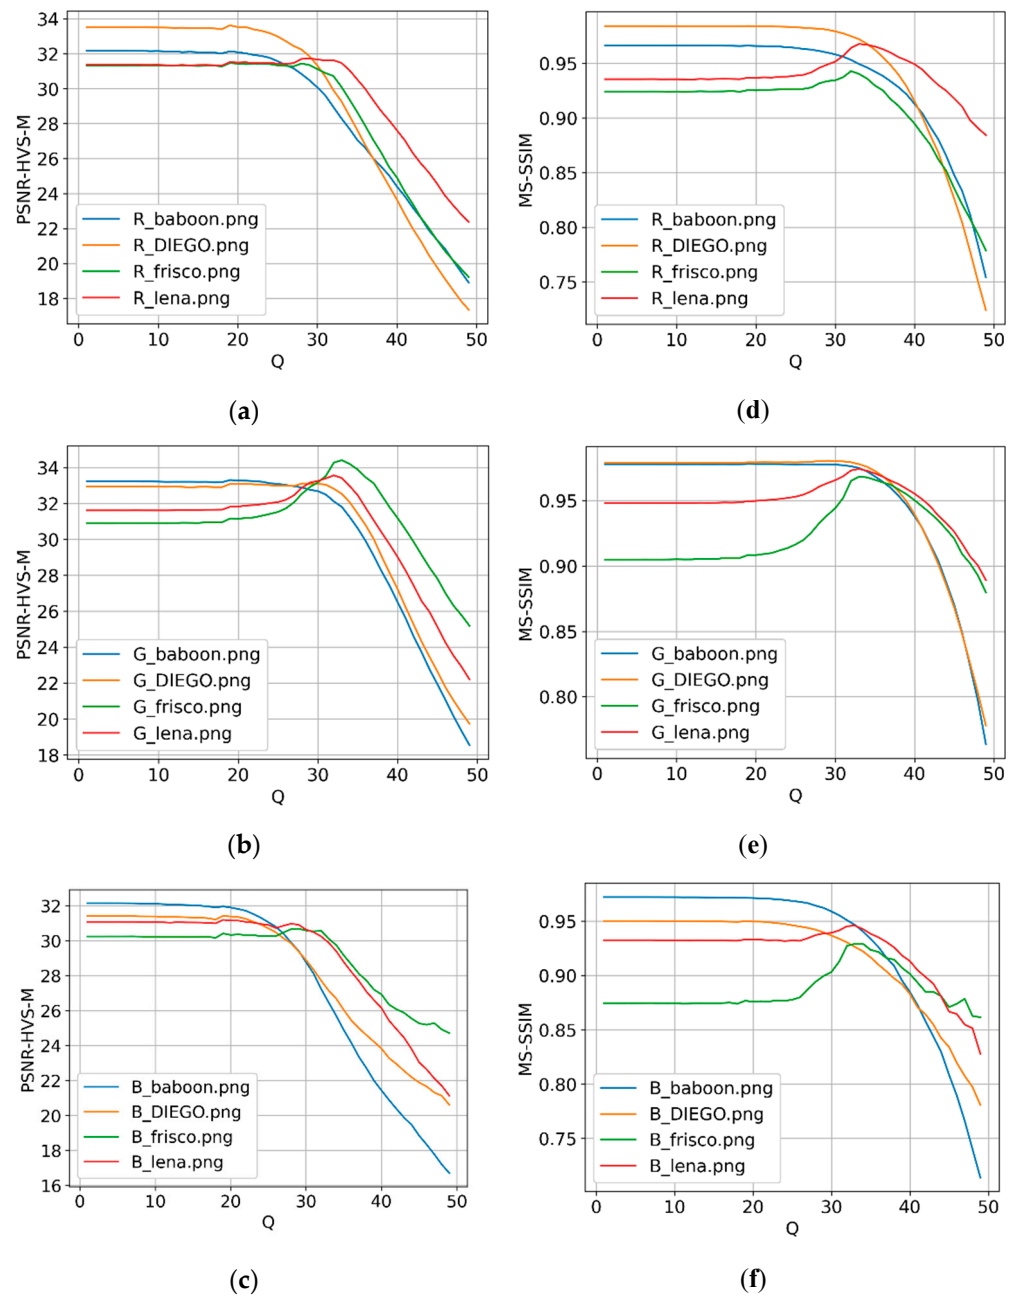 34
32
30
28
26
24
22
20
18
PSNR-HVS-M
R_baboon.png
R_DIEGO.png
R_frisco.png
R_lena.png
0 10 20 30 40 50
Q
(a)
0.95
0.90
0.85
0.80
0.75
MS-SSIM
R_baboon.png
R_DIEGO.png
R_frisco.png
R_lena.png
0 10 20 30 40 50
Q
(d)
34
32
30
28
26
24
22
20
18
PSNR-HVS-M
G_baboon.png
G_DIEGO.png
G_frisco.png
G_lena.png
0 10 20 30 40 50
Q
(b)
0.95
0.90
0.85
0.80
MS-SSIM
G_baboon.png
G_DIEGO.png
G_frisco.png
G_lena.png
0 10 20 30 40 50
Q
(e)
32
30
28
26
24
22
20
18
16
PSNR-HVS-M
B_baboon.png
B_DIEGO.png
B_frisco.png
B_lena.png
0 10 20 30 40 50
Q
(c)
0.95
0.90
0.85
0.80
0.75
MS-SSIM
B_baboon.png
B_DIEGO.png
B_frisco.png
B_lena.png
0 10 20 30 40 50
Q
(f)